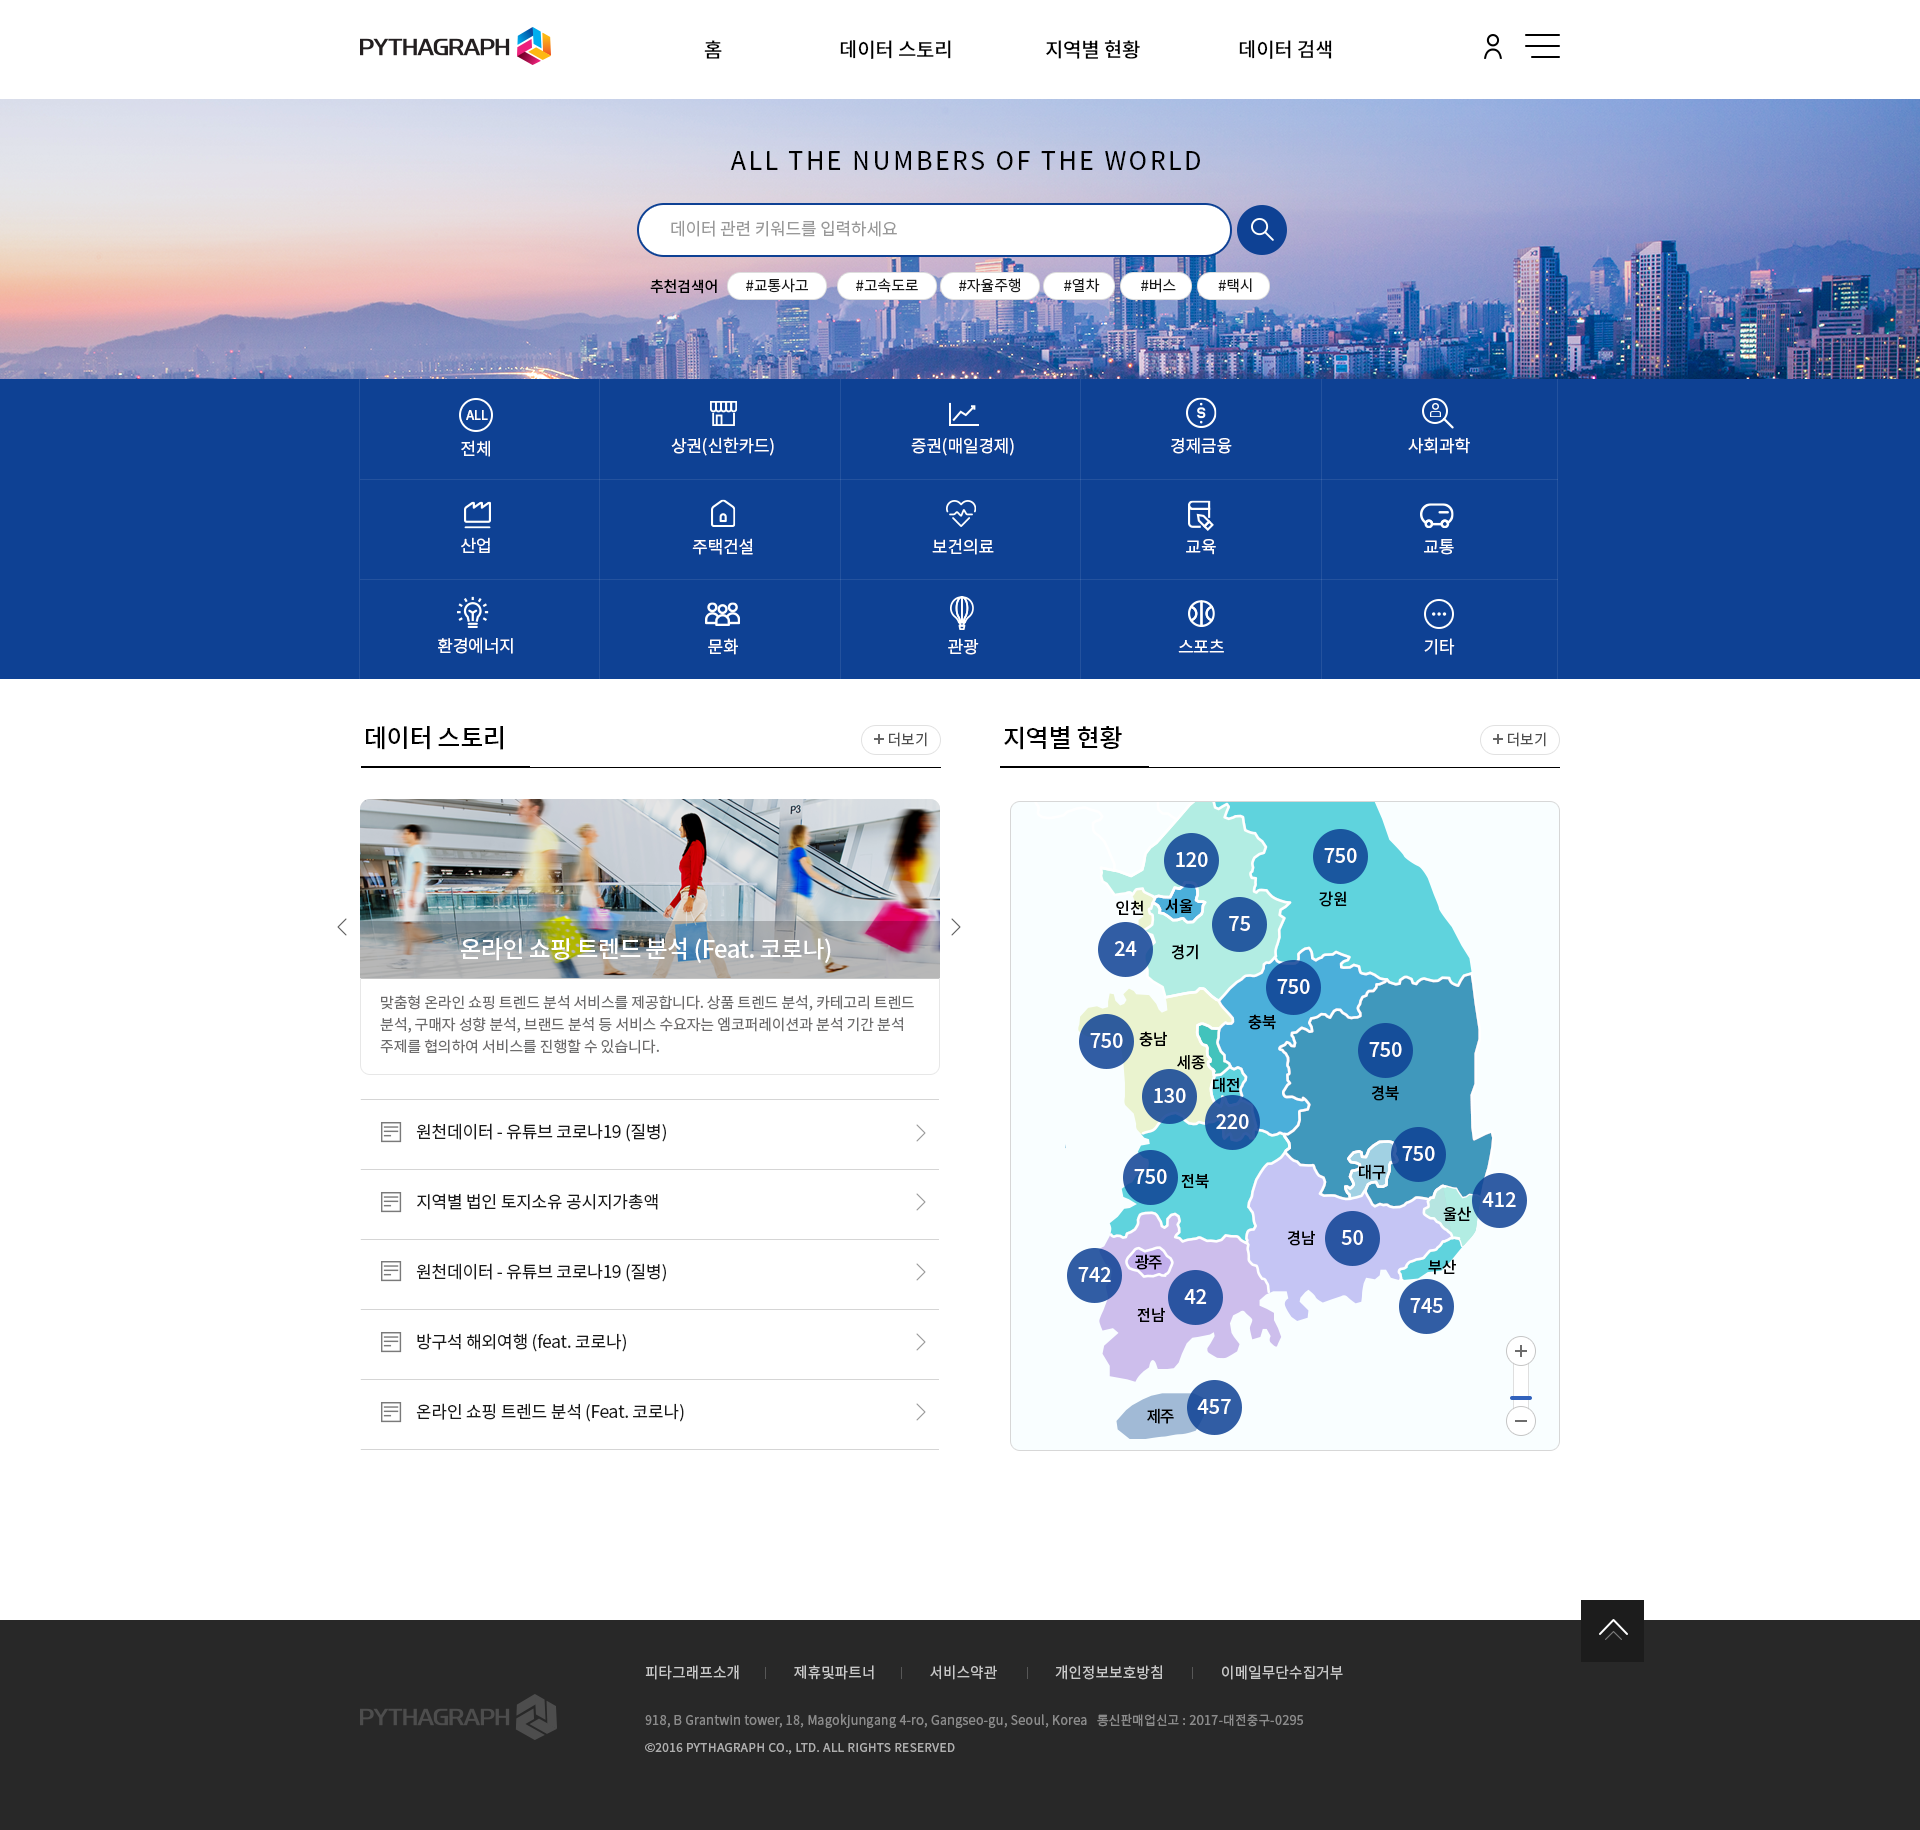 PYTHAGRAPH
홈 데이터 스토리 지역별 현황 데이터 검색
ALL THE NUMBERS OF THE WORLD
데이터 관련 키워드를 입력하세요
추천검색어 #교통사고 #고속도로 #자율주행 #열차 #버스 #택시
ALL
전체 상권(신한카드) 증권(매일경제) 경제금융 사회과학
산업 주택건설 보건의료 교육 교통
환경에너지 문화 관광 스포츠 기타
데이터 스토리
+ 더보기
P3
온라인 쇼핑 트렌드 분석 (Feat. 코로나)
맞춤형 온라인 쇼핑 트렌드 분석 서비스를 제공합니다. 상품 트렌드 분석, 카테고리 트렌드
분석, 구매자 성향 분석, 브랜드 분석 등 서비스 수요자는 엠코퍼레이션과 분석 기간 분석
주제를 협의하여 서비스를 진행할 수 있습니다.
원천데이터 - 유튜브 코로나19 (질병)
지역별 법인 토지소유 공시지가총액
원천데이터 - 유튜브 코로나19 (질병)
방구석 해외여행 (feat. 코로나)
온라인 쇼핑 트렌드 분석 (Feat. 코로나)
지역별 현황
+ 더보기
120
서울
750
강원
인천
24
75
경기
750
충북
750
충남
세종
130
대전
220
750
경북
750
대구
750
전북
412
울산
경남
50
부산
745
742
광주
42
전남
457
제주
피타그래프소개 제휴및파트너 서비스약관 개인정보보호방침 이메일무단수집거부
PYTHAGRAPH
918, B Grantwin tower, 18, Magokjungang 4-ro, Gangseo-gu, Seoul, Korea 통신판매업신고 : 2017-대전중구-0295
©2016 PYTHAGRAPH CO., LTD. ALL RIGHTS RESERVED